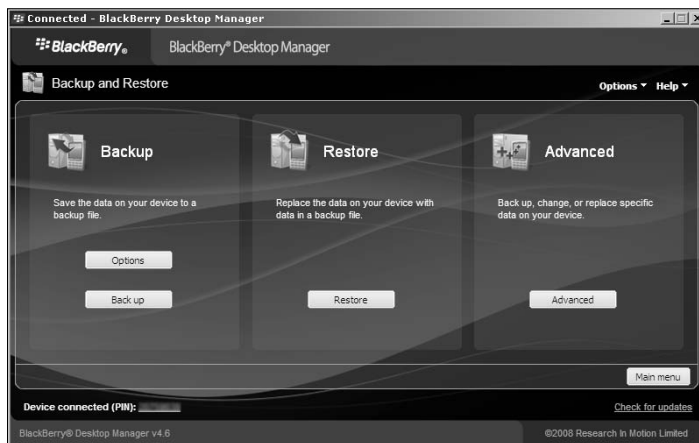 Connected - BlackBerry Desktop Manager
BlackBerry®
BlackBerry® Desktop Manager
Backup and Restore
Options
Help
Backup
Save the data on your device to a
backup file.
Options
Back up
Restore
Replace the data on your device with
data in a backup file.
Restore
Advanced
Back up, change, or replace specific
data on your device.
Advanced
Main menu
Device connected (PIN):
Check for updates
BlackBerry® Desktop Manager v4.6
©2008 Research In Motion Limited